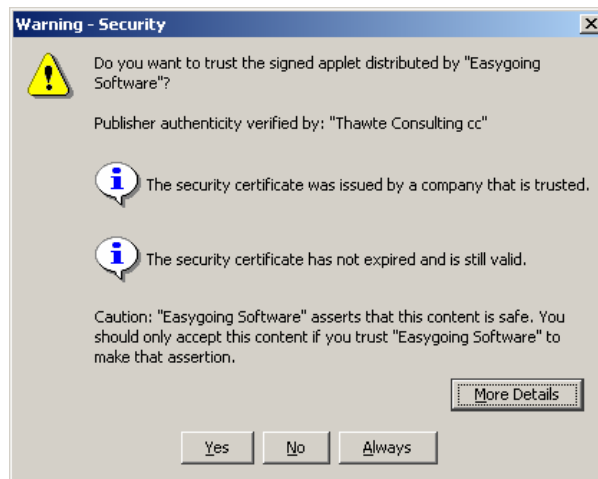 Warning - Security
Do you want to trust the signed applet distributed by "Easygoing
Software"?
Publisher authenticity verified by: "Thawte Consulting cc"
The security certificate was issued by a company that is trusted.
The security certificate has not expired and is still valid.
Caution: "Easygoing Software" asserts that this content is safe. You
should only accept this content if you trust "Easygoing Software" to
make that assertion.
More Details
Yes No Always